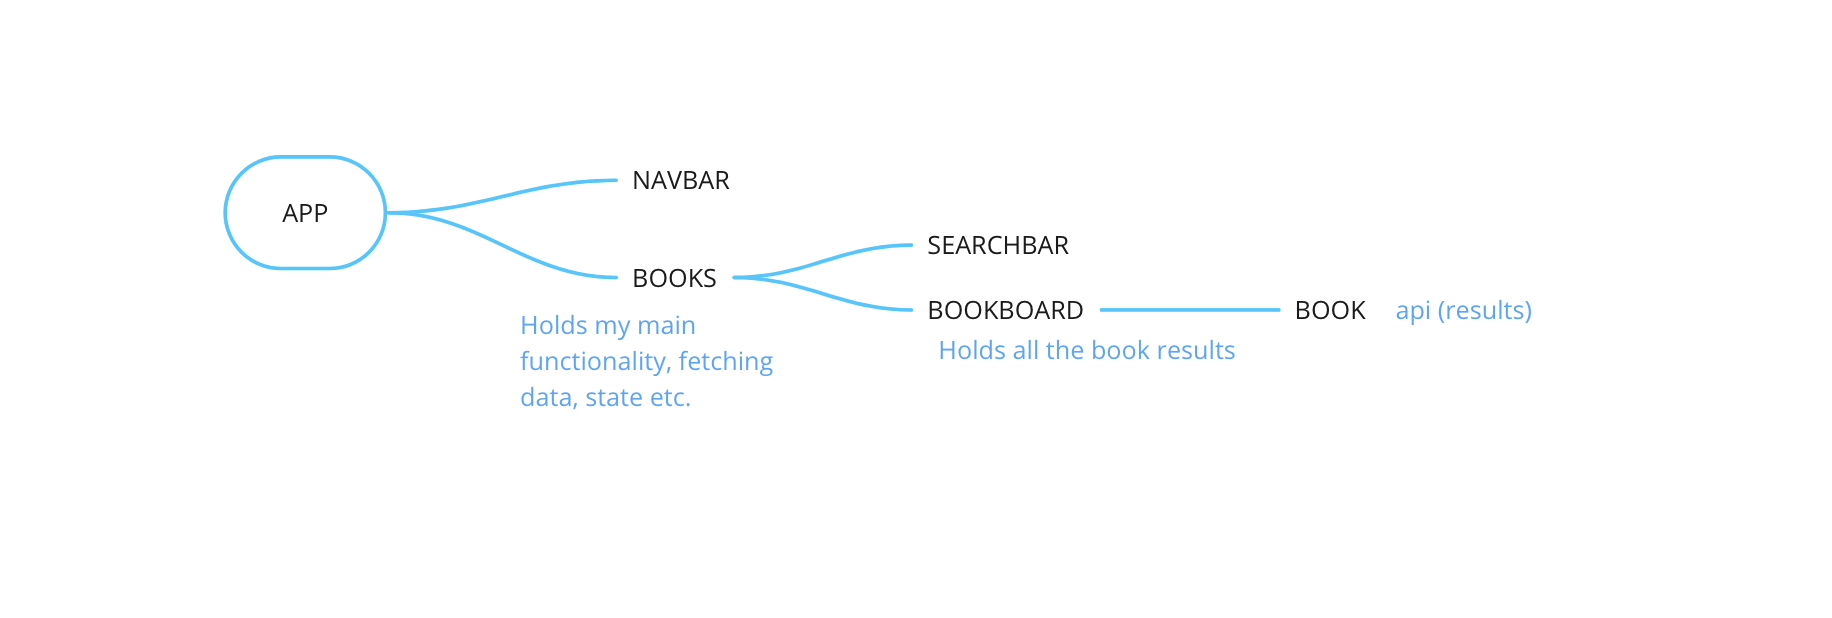 APP
NAVBAR
BOOKS
Holds my main
functionality, fetching
data, state etc.
SEARCHBAR
BOOKBOARD
Holds all the book results
BOOK
api (results)